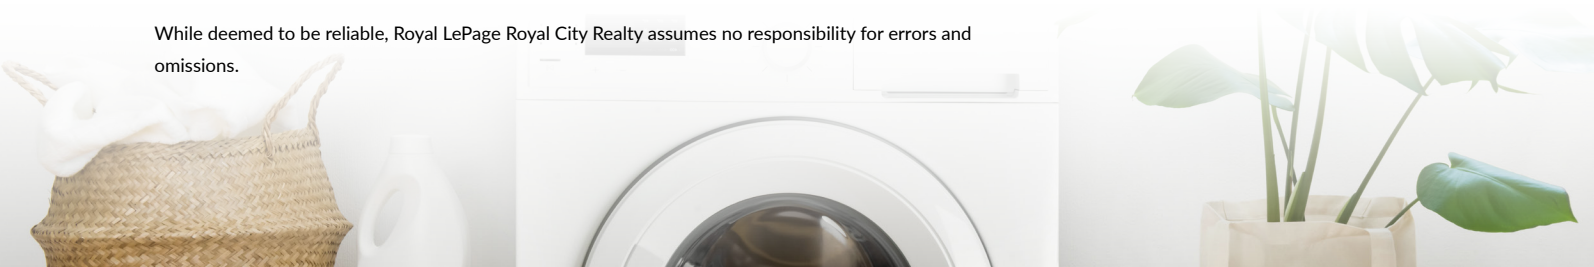 While deemed to be reliable, Royal LePage Royal City Realty assumes no responsibility for errors and
omissions.